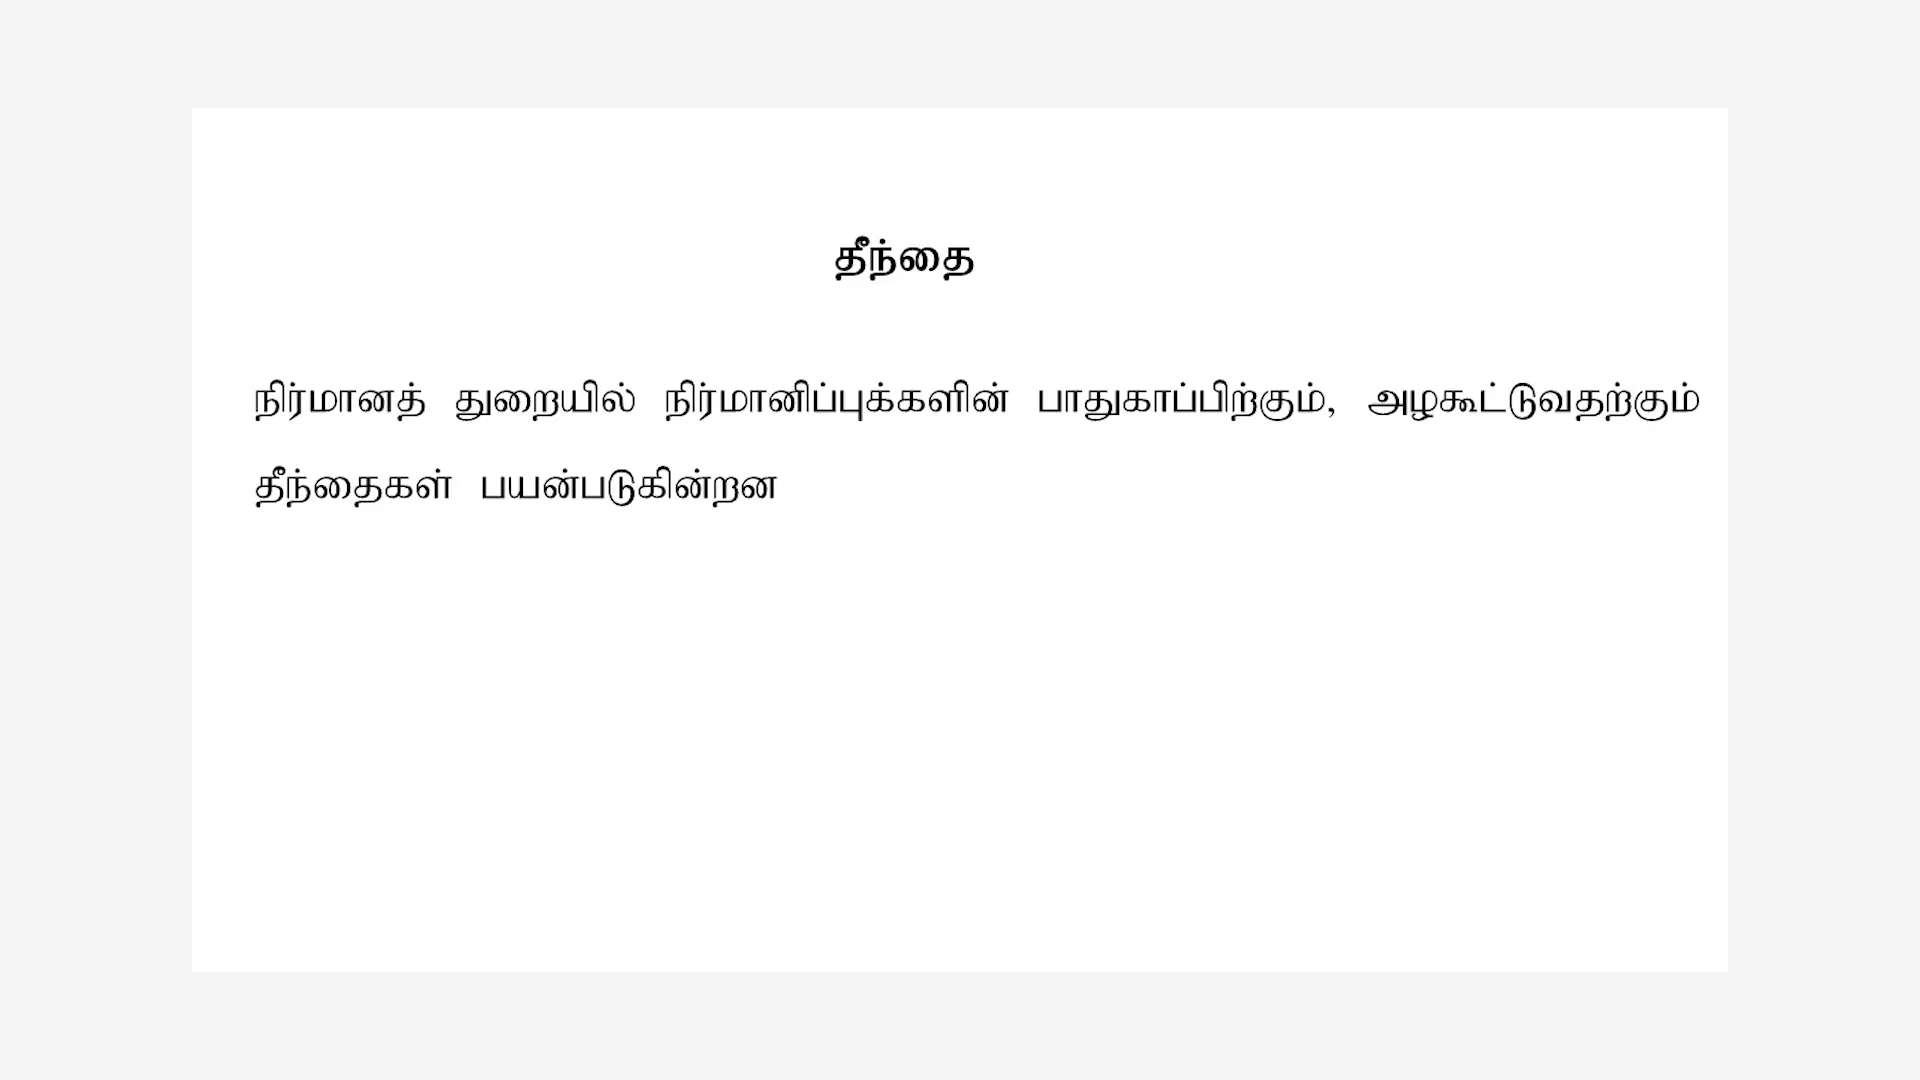 தீந்தை
நிர்மானத் துறையில் நிர்மானிப்புக்களின் பாதுகாப்பிற்கும், அழகூட்டுவதற்கும்
தீந்தைகள் பயன்படுகின்றன